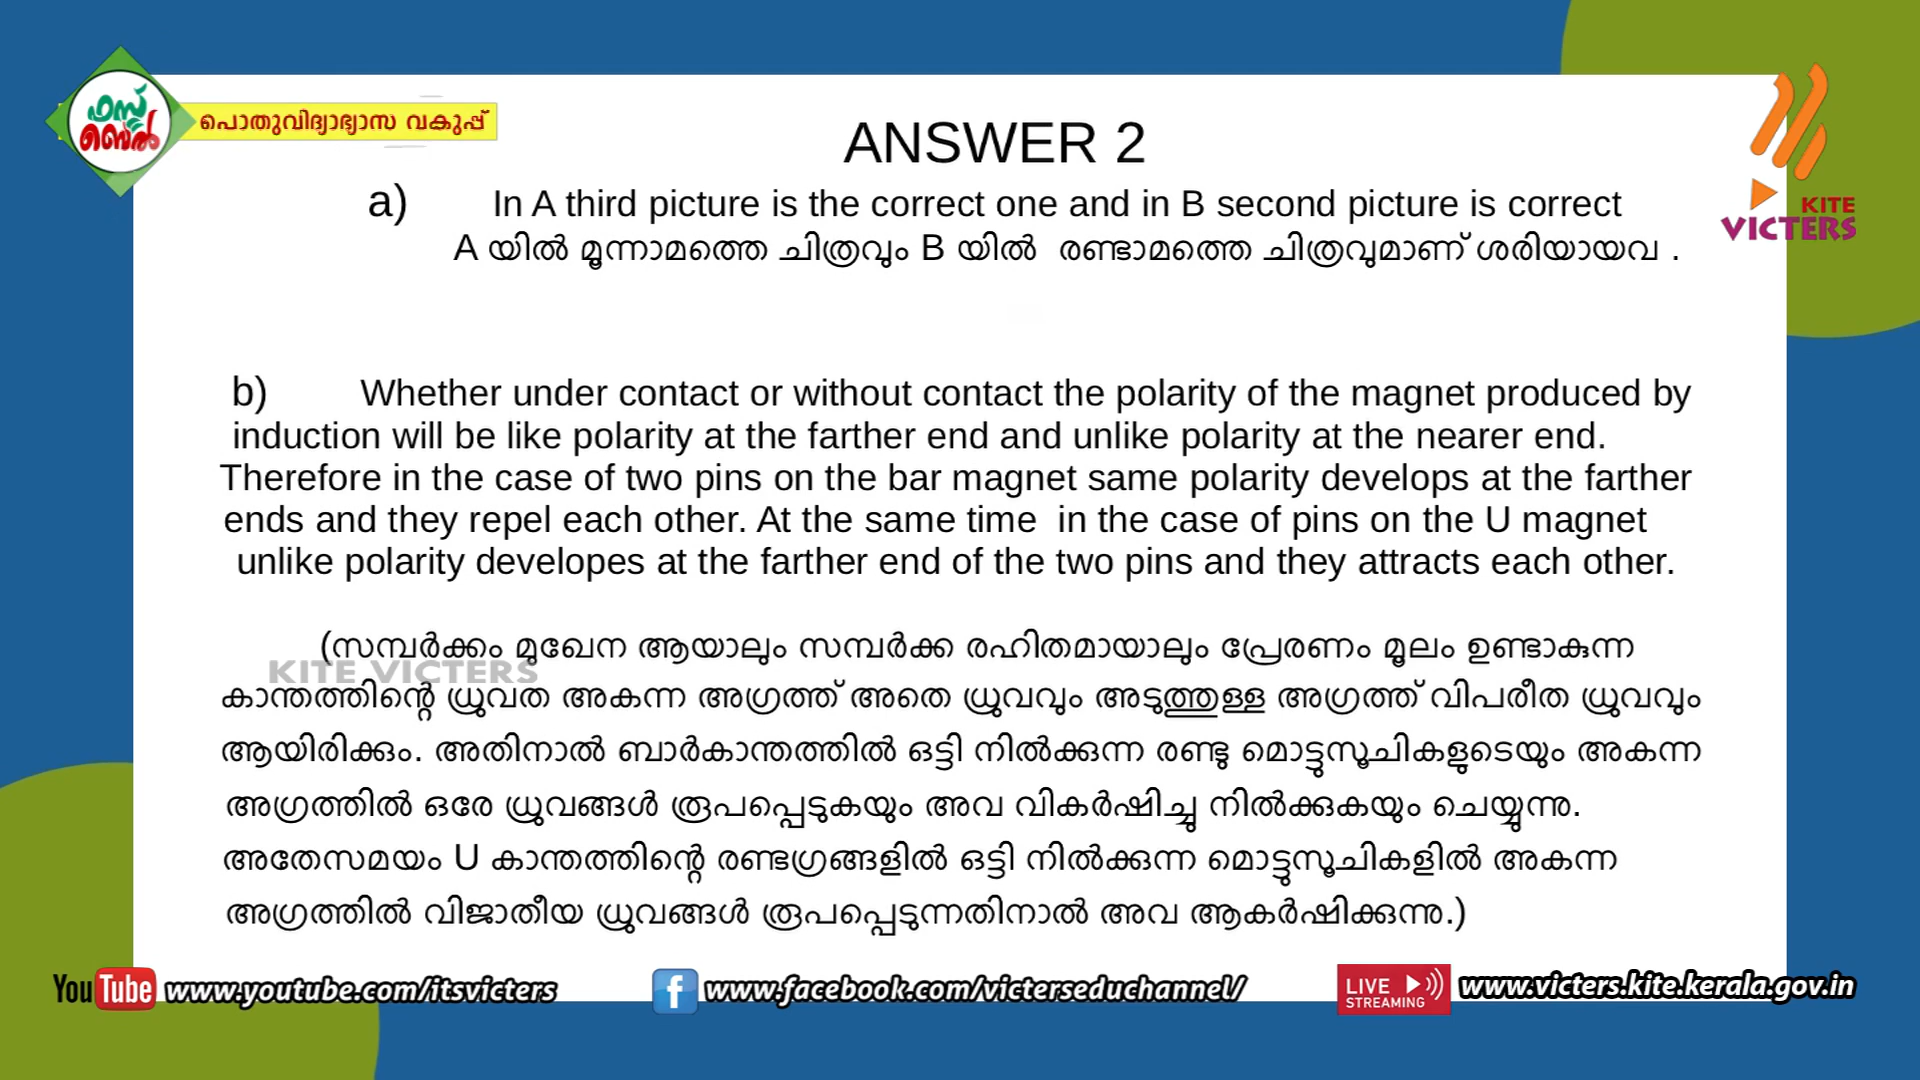 ഫസ്റ്റ്
ബെൽ
പൊതുവിദ്യാഭ്യാസ വകുപ്പ്
KITE
VICTERS
ANSWER 2
a) In A third picture is the correct one and in B second picture is correct
A യിൽ മൂന്നാമത്തെ ചിത്രവും B യിൽ രണ്ടാമത്തെ ചിത്രവുമാണ് ശരിയായവ .
b) Whether under contact or without contact the polarity of the magnet produced by
induction will be like polarity at the farther end and unlike polarity at the nearer end.
Therefore in the case of two pins on the bar magnet same polarity develops at the farther
ends and they repel each other. At the same time in the case of pins on the U magnet
unlike polarity developes at the farther end of the two pins and they attracts each other.
(സമ്പർക്കം മുഖേന ആയാലും സമ്പർക്ക രഹിതമായാലും പ്രേരണം മൂലം ഉണ്ടാകുന്ന
KITE VICTERS
കാന്തത്തിന്റെ ധ്രുവത അകന്ന അഗ്രത്ത് അതെ ധ്രുവവും അടുത്തുള്ള അഗ്രത്ത് വിപരീത ധ്രുവവും
ആയിരിക്കും. അതിനാൽ ബാർകാന്തത്തിൽ ഒട്ടി നിൽക്കുന്ന രണ്ടു മൊട്ടുസൂചികളുടെയും അകന്ന
അഗ്രത്തിൽ ഒരേ ധ്രുവങ്ങൾ രൂപപ്പെടുകയും അവ വികർഷിച്ചു നിൽക്കുകയും ചെയ്യുന്നു.
അതേസമയം U കാന്തത്തിന്റെ രണ്ടഗ്രങ്ങളിൽ ഒട്ടി നിൽക്കുന്ന മൊട്ടുസൂചികളിൽ അകന്ന
അഗ്രത്തിൽ വിജാതീയ ധ്രുവങ്ങൾ രൂപപ്പെടുന്നതിനാൽ അവ ആകർഷിക്കുന്നു.)
YouTube www.youtube.com/itsvicters
f www.facebook.com/victerseduchannel/
LIVE STREAMING www.victers.kite.kerala.gov.in